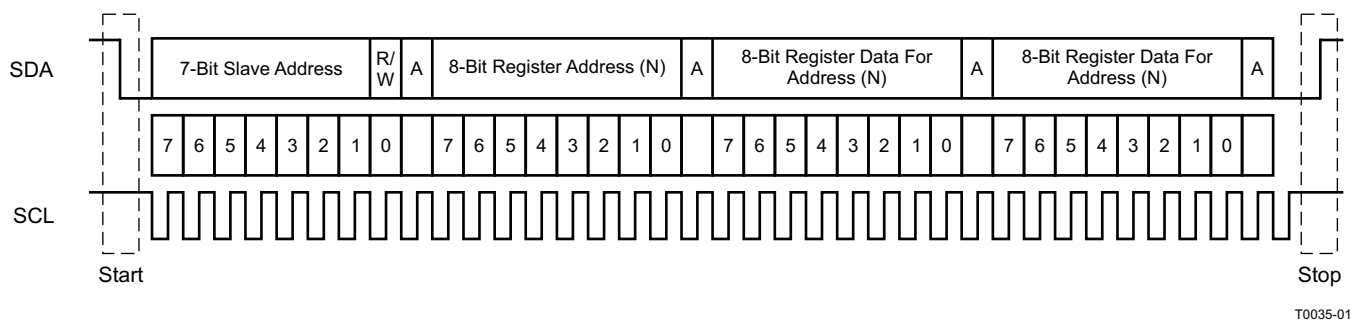 SDA
7-Bit Slave Address
R/
W
A
8-Bit Register Address (N)
A
8-Bit Register Data For
Address (N)
A
8-Bit Register Data For
Address (N)
A
7 6 5 4 3 2 1 0 7 6 5 4 3 2 1 0 7 6 5 4 3 2 1 0 7 6 5 4 3 2 1 0
SCL
Start
Stop
T0035-01